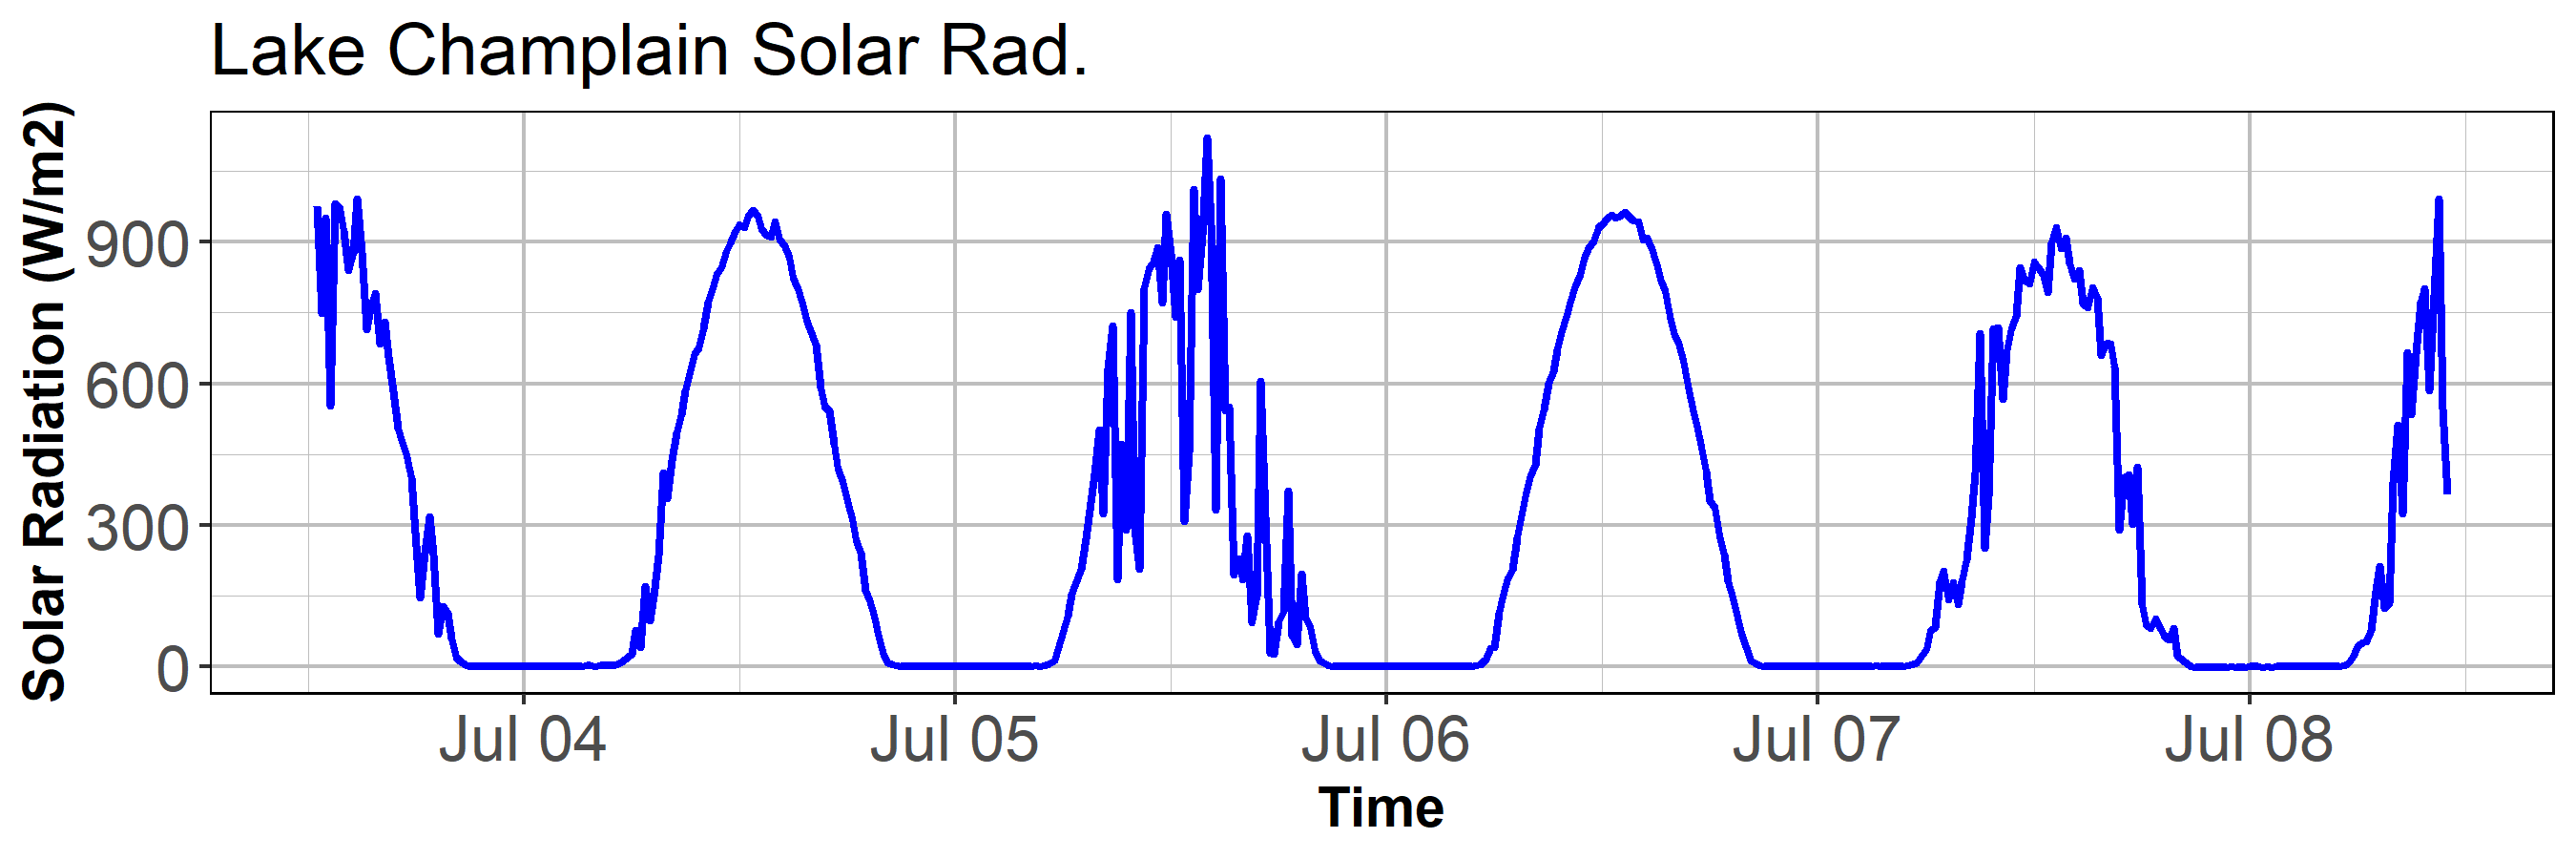 Lake Champlain Solar Rad.
Solar Radiation (W/m2)
900
600
300
0
Jul 04 Jul 05 Jul 06 Jul 07 Jul 08
Time